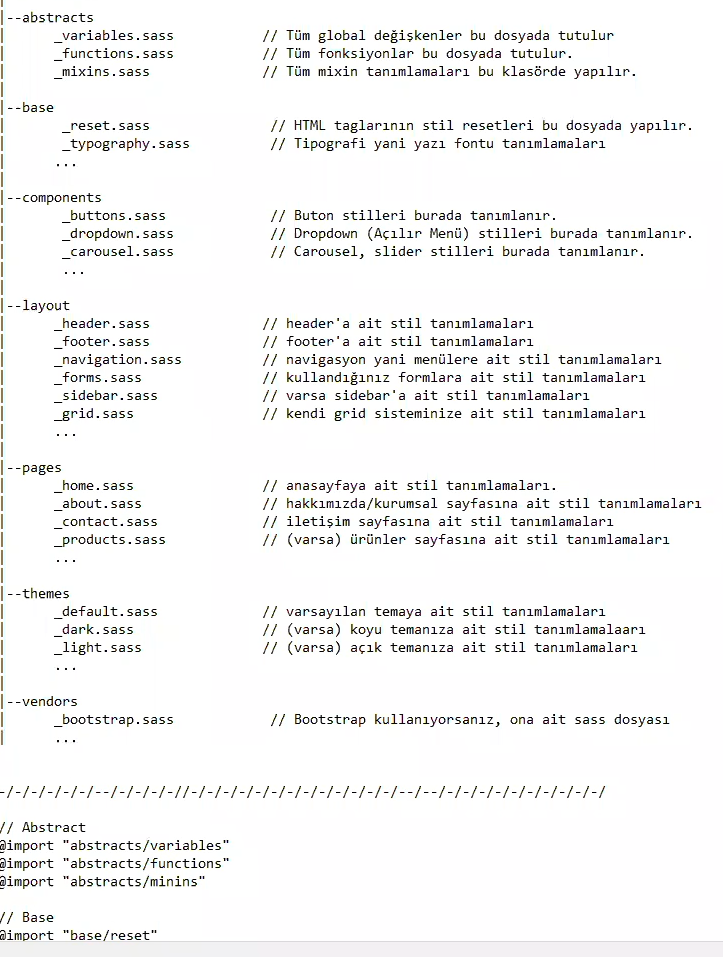 |
|--abstracts
|      _variables.sass           // Tüm global değişkenler bu dosyada tutulur
|      _functions.sass           // Tüm fonksiyonlar bu dosyada tutulur.
|      _mixins.sass              // Tüm mixin tanımlamaları bu klasörde yapılır.
|
|--base
|       _reset.sass               // HTML taglarının stil resetleri bu dosyada yapılır.
|       _typography.sass          // Tipografi yani yazı fontu tanımlamaları
|      ...
|
|--components
|       _buttons.sass             // Buton stilleri burada tanımlanır.
|       _dropdown.sass            // Dropdown (Açılır Menü) stilleri burada tanımlanır.
|       _carousel.sass            // Carousel, slider stilleri burada tanımlanır.
|       ...
|
|--layout
|      _header.sass              // header'a ait stil tanımlamaları
|      _footer.sass              // footer'a ait stil tanımlamaları
|      _navigation.sass          // navigasyon yani menülere ait stil tanımlamaları
|      _forms.sass               // kullandığınız formlara ait stil tanımlamaları
|      _sidebar.sass             // varsa sidebar'a ait stil tanımlamaları
|      _grid.sass                // kendi grid sisteminize ait stil tanımlamaları
|      ...
|
|--pages
|      _home.sass                // anasayfaya ait stil tanımlamaları.
|      _about.sass               // hakkımızda/kurumsal sayfasına ait stil tanımlamaları
|      _contact.sass             // iletişim sayfasına ait stil tanımlamaları
|      _products.sass            // (varsa) ürünler sayfasına ait stil tanımlamaları
|      ...
|
|--themes
|      _default.sass             // varsayılan temaya ait stil tanımlamaları
|      _dark.sass                // (varsa) koyu temanıza ait stil tanımlamalaarı
|      _light.sass               // (varsa) açık temanıza ait stil tanımlamaları
|      ...
|
|--vendors
|      _bootstrap.sass            // Bootstrap kullanıyorsanız, ona ait sass dosyası
|      ...
-/-/-/-/-/-/--/-/-/-/-//-/-/-/-/-/-/-/-/-/-/-/-/-/--/--/-/-/-/-/-/-/-/-/-/-/
// Abstract
@import "abstracts/variables"
@import "abstracts/functions"
@import "abstracts/minins"
// Base
@import "base/reset"